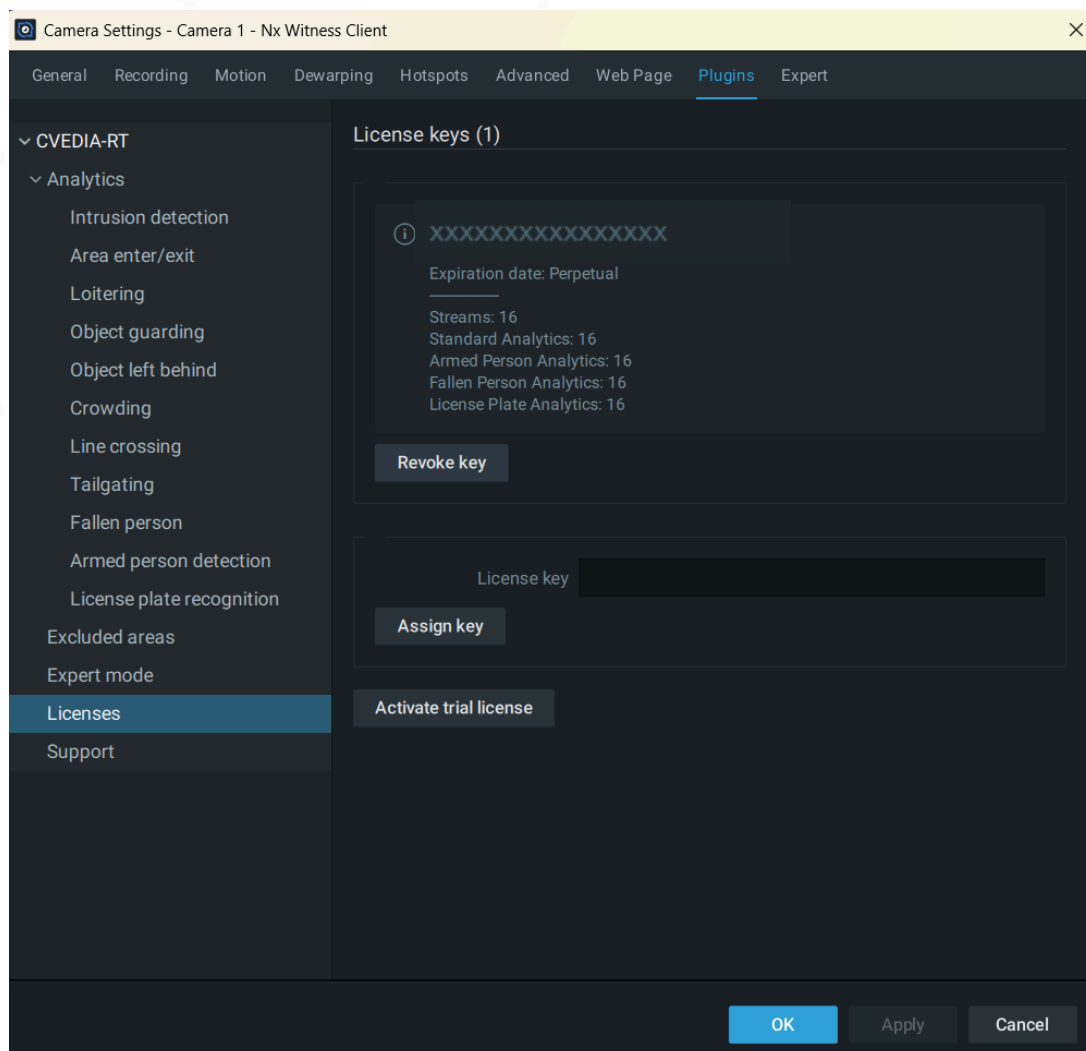 Camera Settings - Camera 1 - Nx Witness Client
General Recording Motion Dewarping Hotspots Advanced Web Page Plugins Expert
CVEDIA-RT
Analytics
Intrusion detection
Area enter/exit
Loitering
Object guarding
Object left behind
Crowding
Line crossing
Tailgating
Fallen person
Armed person detection
License plate recognition
Excluded areas
Expert mode
Licenses
Support
License keys (1)
XXXXXXXXXXXXXXXX
Expiration date: Perpetual
Streams: 16
Standard Analytics: 16
Armed Person Analytics: 16
Fallen Person Analytics: 16
License Plate Analytics: 16
Revoke key
License key
Assign key
Activate trial license
OK Apply Cancel